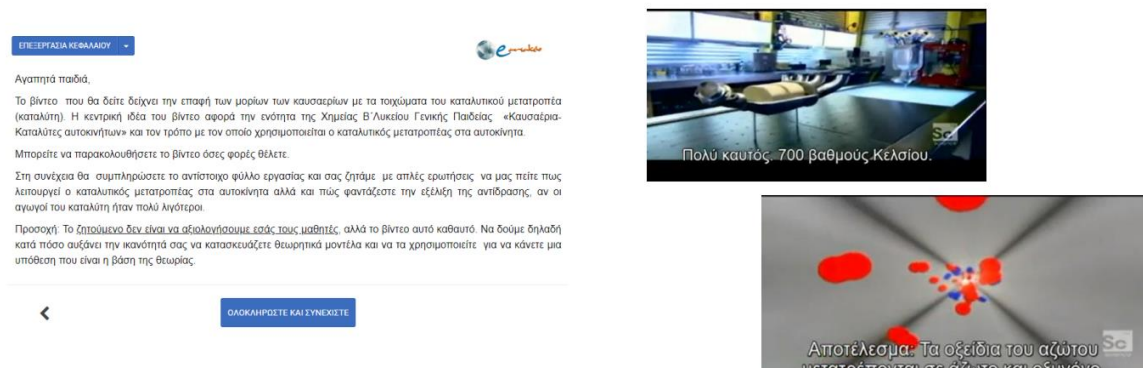 ΕΠΕΞΕΡΓΑΣΙΑ ΚΕΦΑΛΑΙΟΥ
Αγαπητά παιδιά,
Το βίντεο που θα δείτε δείχνει την επαφή των μορίων των καυσαερίων με τα τοιχώματα του καταλυτικού μετατροπέα
(καταλύτη). Η κεντρική ιδέα του βίντεο αφορά την ενότητα της Χημείας Β΄Λυκείου Γενικής Παιδείας «Καυσαέρια-
Καταλύτες αυτοκινήτων» και τον τρόπο με τον οποίο χρησιμοποιείται ο καταλυτικός μετατροπέας στα αυτοκίνητα.
Μπορείτε να παρακολουθήσετε το βίντεο όσες φορές θέλετε.
Στη συνέχεια θα συμπληρώσετε το αντίστοιχο φύλλο εργασίας και σας ζητάμε με απλές ερωτήσεις να μας πείτε πως
λειτουργεί ο καταλυτικός μετατροπέας στα αυτοκίνητα αλλά και πώς φαντάζεστε την εξέλιξη της αντίδρασης, αν οι
αγωγοί του καταλύτη ήταν πολύ λιγότεροι.
Προσοχή: Το ζητούμενο δεν είναι να αξιολογήσουμε εσάς τους μαθητές, αλλά το βίντεο αυτό καθαυτό. Να δούμε δηλαδή
κατά πόσο αυξάνει την ικανότητά σας να κατασκευάζετε θεωρητικά μοντέλα και να τα χρησιμοποιείτε για να κάνετε μια
υπόθεση που είναι η βάση της θεωρίας.
ΟΛΟΚΛΗΡΩΣΤΕ ΚΑΙ ΣΥΝΕΧΙΣΤΕ
Sc
Πολύ καυτός, 700 βαθμούς Κελσίου.
Sc
Αποτέλεσμα: Τα οξείδια του αζώτου
μετατρέπονται σε άζωτο και οξυγόνο